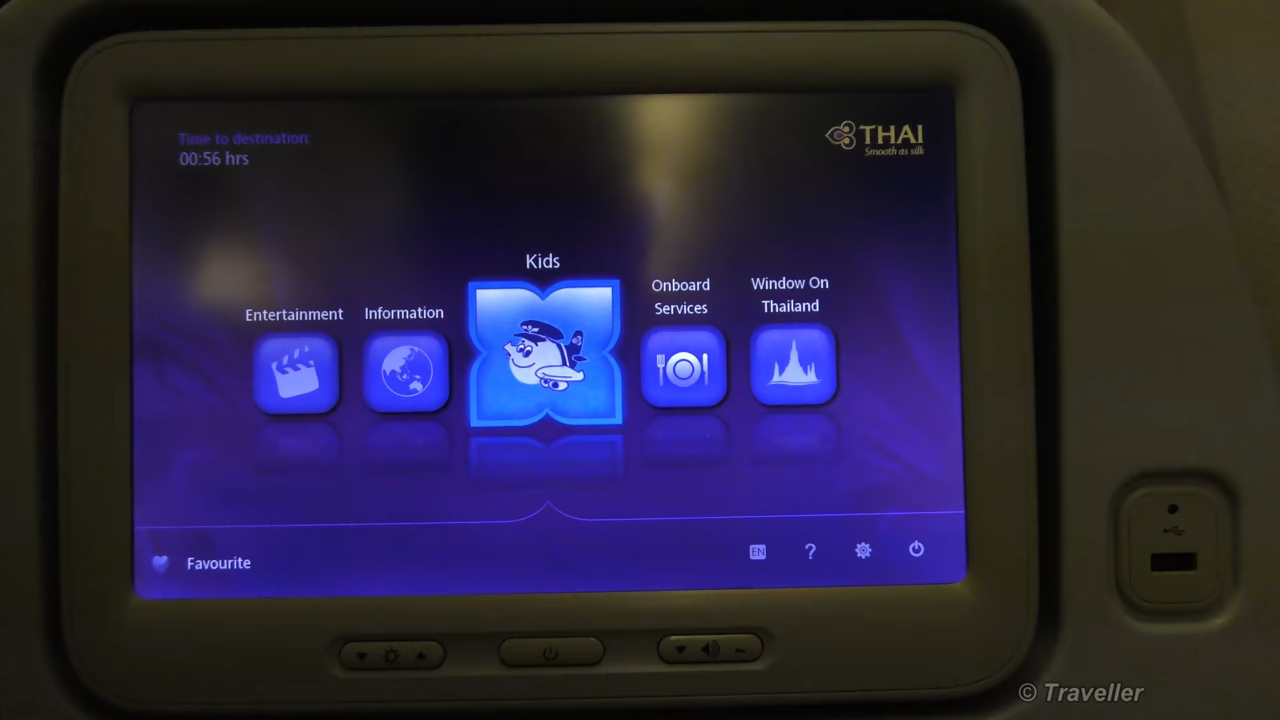 Time to destination:
00:56 hrs
THAI
Smooth as silk
Kids
Entertainment
Information
Onboard
Services
Window On
Thailand
Favourite
EN
?
© Traveller